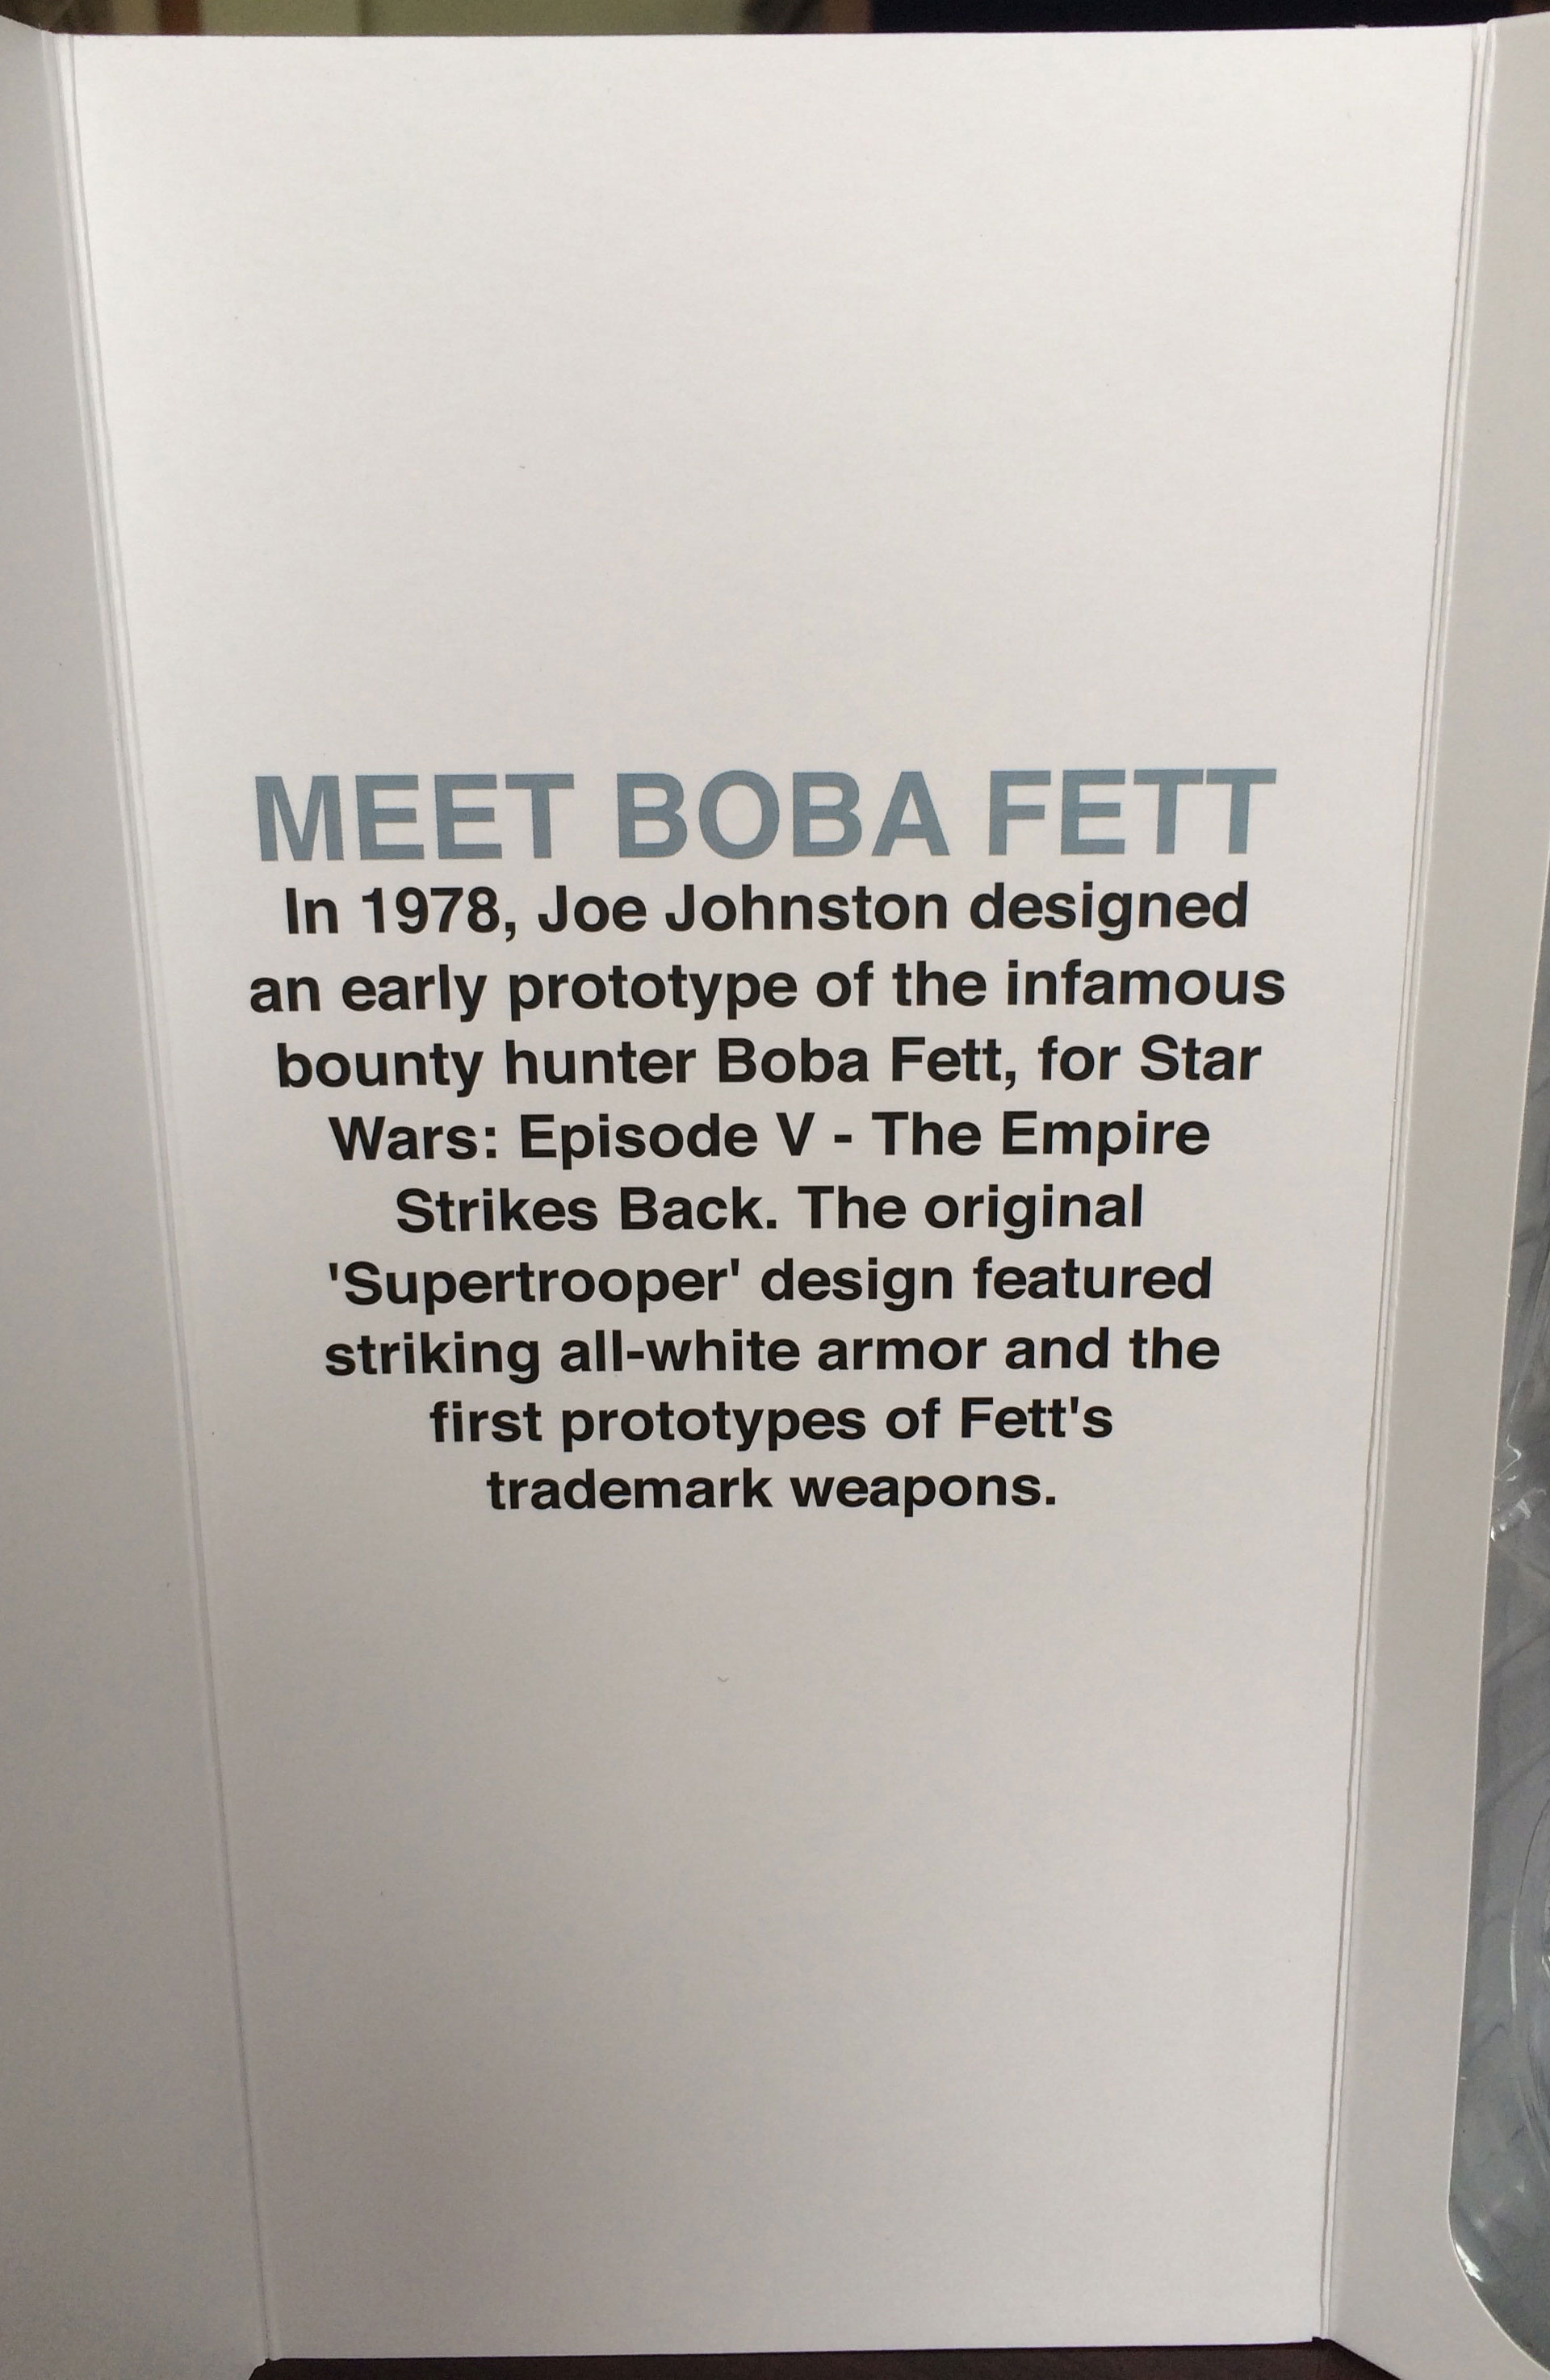 MEET BOBA FETT
In 1978, Joe Johnston designed
an early prototype of the infamous
bounty hunter Boba Fett, for Star
Wars: Episode V - The Empire
Strikes Back. The original
'Supertrooper' design featured
striking all-white armor and the
first prototypes of Fett's
trademark weapons.